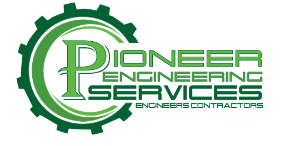 PIONEER
ENGINEERING
SERVICES
ENGINEERS CONTRACTORS